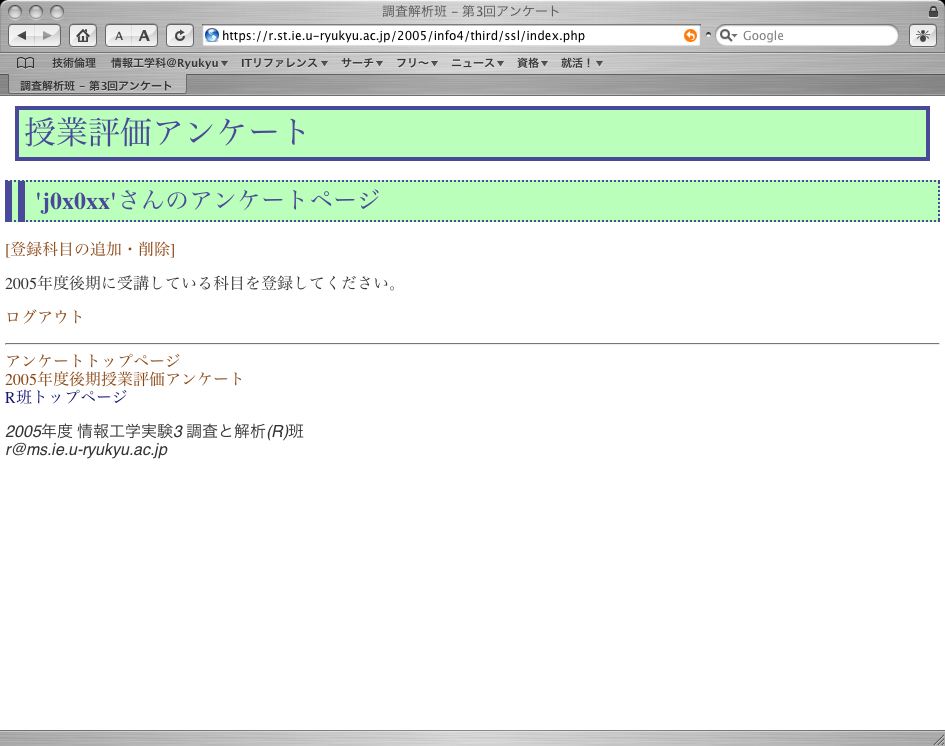 調査解析班 – 第3回アンケート
A A https://r.st.ie.u-ryukyu.ac.jp/2005/info4/third/ssl/index.php Google
技術倫理 情報工学科@Ryukyu▼ ITリファレンス▼ サーチ▼ フリ〜▼ ニュース▼ 資格▼ 就活！▼
調査解析班 – 第3回アンケート
授業評価アンケート
'j0x0xx'さんのアンケートページ
[登録科目の追加・削除]
2005年度後期に受講している科目を登録してください。
ログアウト
アンケートトップページ
2005年度後期授業評価アンケート
R班トップページ
2005年度 情報工学実験3 調査と解析(R)班
r@ms.ie.u-ryukyu.ac.jp